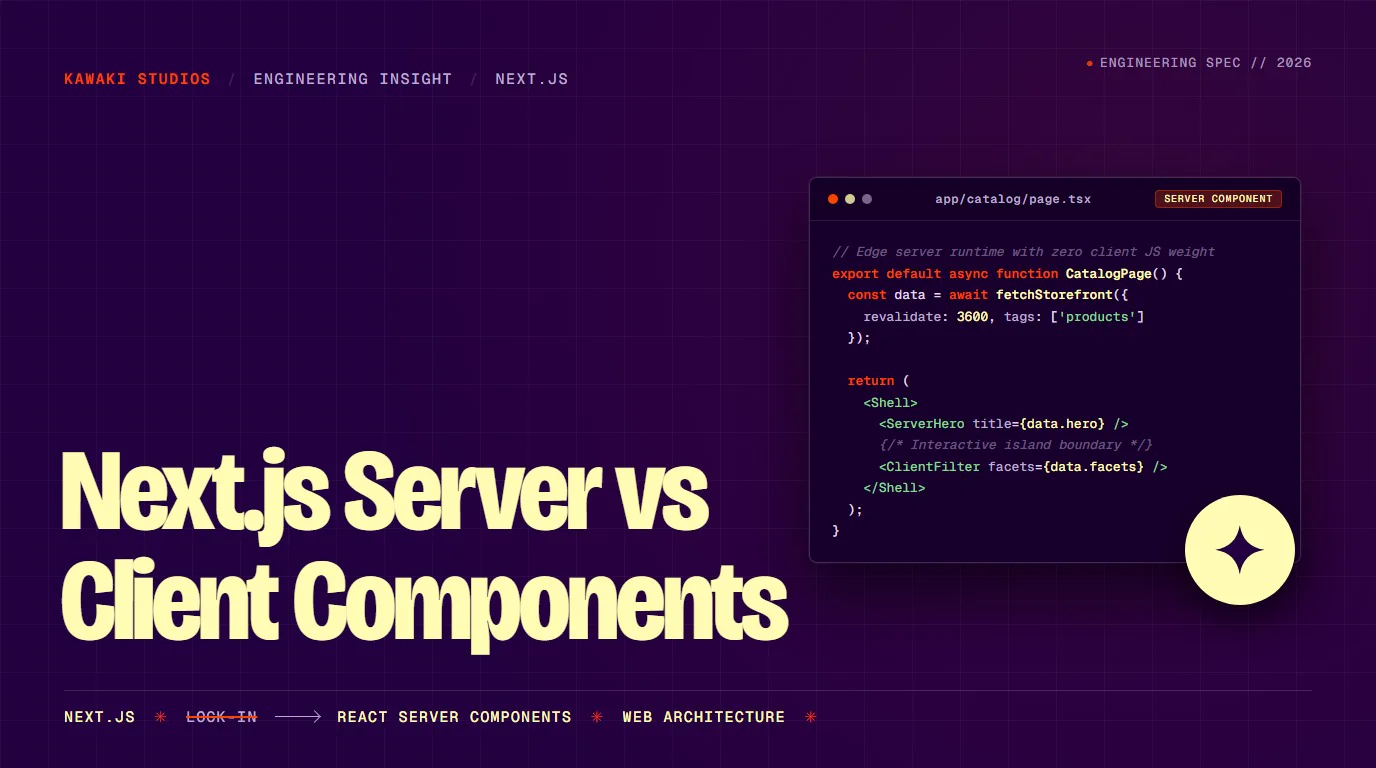 KAWAKI STUDIOS / ENGINEERING INSIGHT / NEXT.JS
ENGINEERING SPEC // 2026
app/catalog/page.tsx
SERVER COMPONENT
// Edge server runtime with zero client JS weight
export default async function CatalogPage() {
  const data = await fetchStorefront({
    revalidate: 3600, tags: ['products']
  });
  return (
    <Shell>
      <ServerHero title={data.hero} />
      {/* Interactive island boundary */}
      <ClientFilter facets={data.facets} />
    </Shell>
  );
}
Next.js Server vs
Client Components
NEXT.JS ✳ LOCK-IN ⟶ REACT SERVER COMPONENTS ✳ WEB ARCHITECTURE ✳